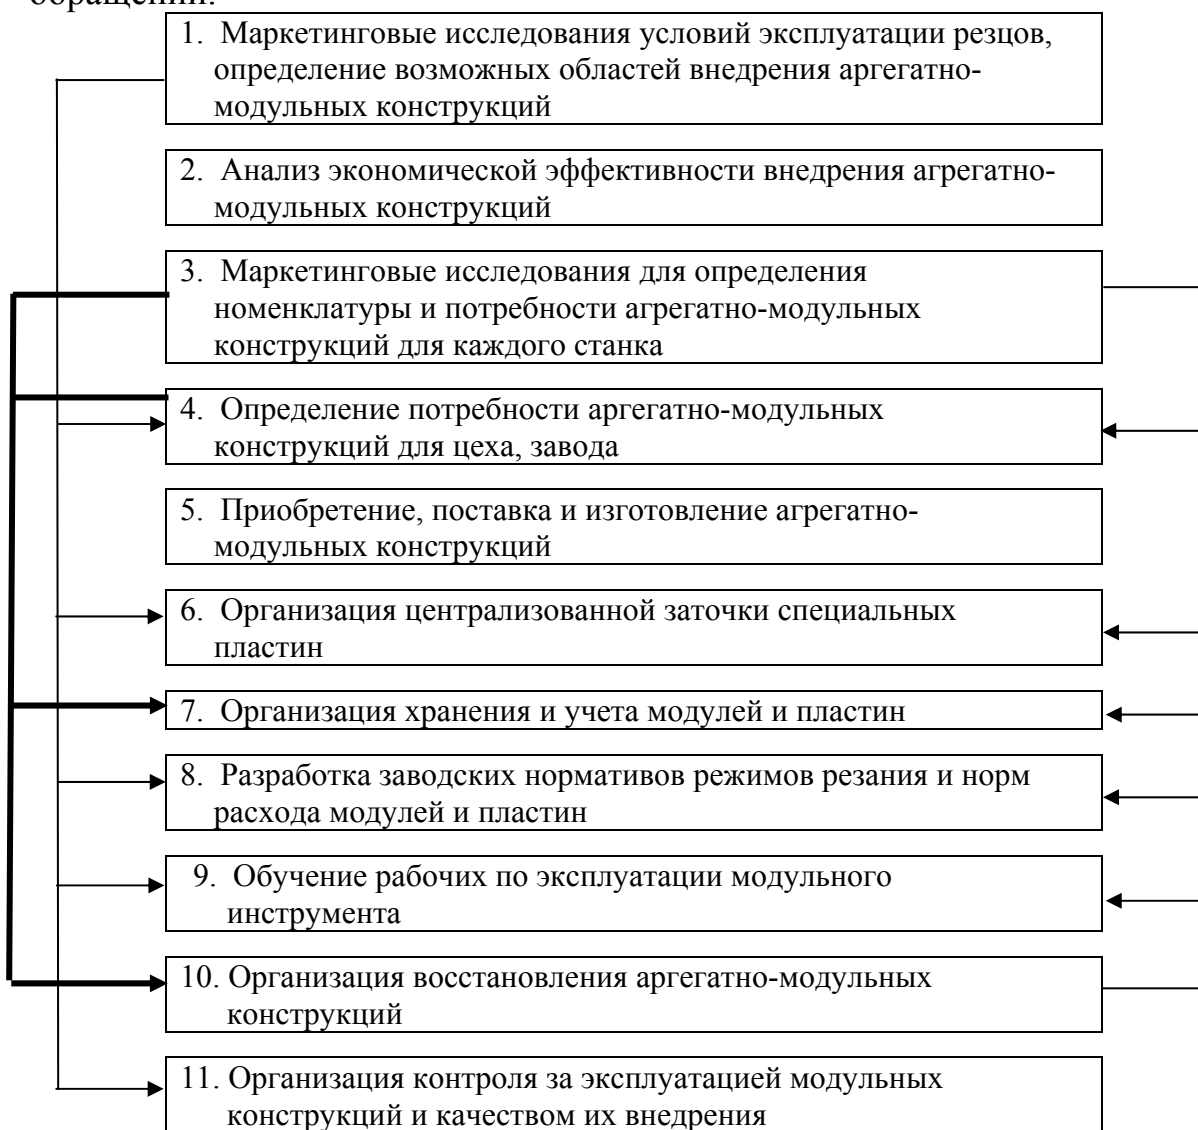 обращении.
1. Маркетинговые исследования условий эксплуатации резцов,
определение возможных областей внедрения аргегатно-
модульных конструкций
2. Анализ экономической эффективности внедрения агрегатно-
модульных конструкций
3. Маркетинговые исследования для определения
номенклатуры и потребности агрегатно-модульных
конструкций для каждого станка
4. Определение потребности аргегатно-модульных
конструкций для цеха, завода
5. Приобретение, поставка и изготовление агрегатно-
модульных конструкций
6. Организация централизованной заточки специальных
пластин
7. Организация хранения и учета модулей и пластин
8. Разработка заводских нормативов режимов резания и норм
расхода модулей и пластин
9. Обучение рабочих по эксплуатации модульного
инструмента
10. Организация восстановления аргегатно-модульных
конструкций
11. Организация контроля за эксплуатацией модульных
конструкций и качеством их внедрения